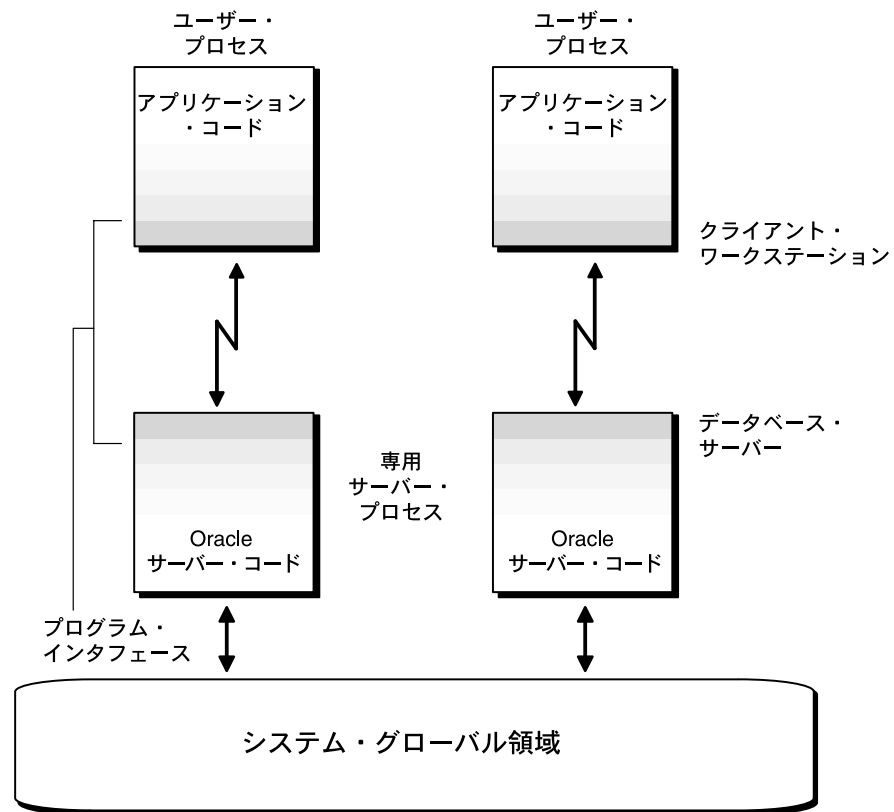 ユーザー・
プロセス
ユーザー・
プロセス
アプリケーション
・コード
アプリケーション
・コード
クライアント・
ワークステーション
データベース・
サーバー
専用
サーバー・
プロセス
Oracle
サーバー・コード
Oracle
サーバー・コード
プログラム・
インタフェース
システム・グローバル領域